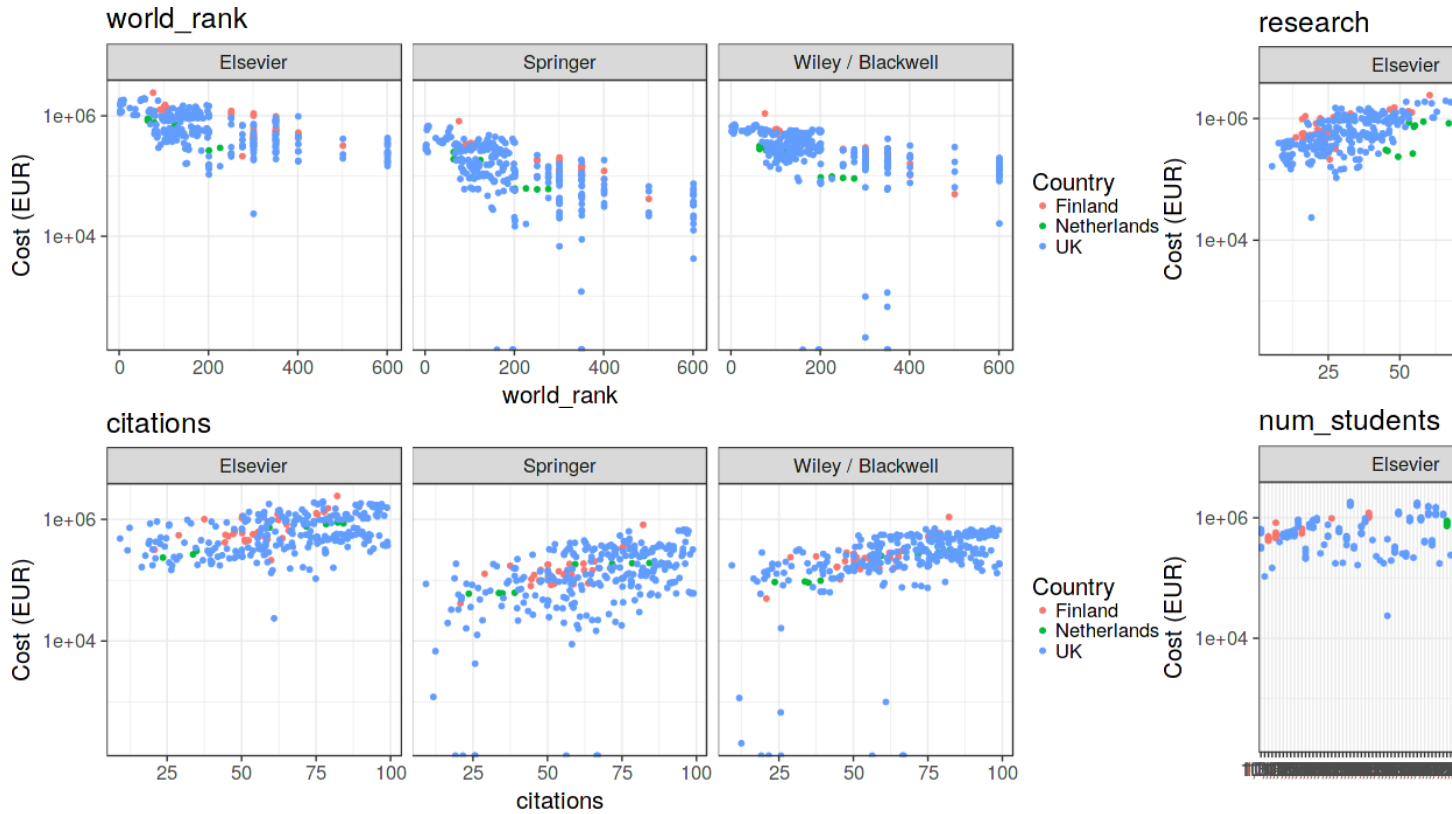 world_rank
Elsevier Springer Wiley / Blackwell
1e+06
1e+04
Cost (EUR)
0 200 400 600 0 200 400 600 0 200 400 600
world_rank
Country
Finland
Netherlands
UK
research
Elsevier
1e+06
1e+04
Cost (EUR)
25 50
citations
Elsevier Springer Wiley / Blackwell
1e+06
1e+04
Cost (EUR)
25 50 75 100 25 50 75 100 25 50 75 100
citations
Country
Finland
Netherlands
UK
num_students
Elsevier
1e+06
1e+04
Cost (EUR)